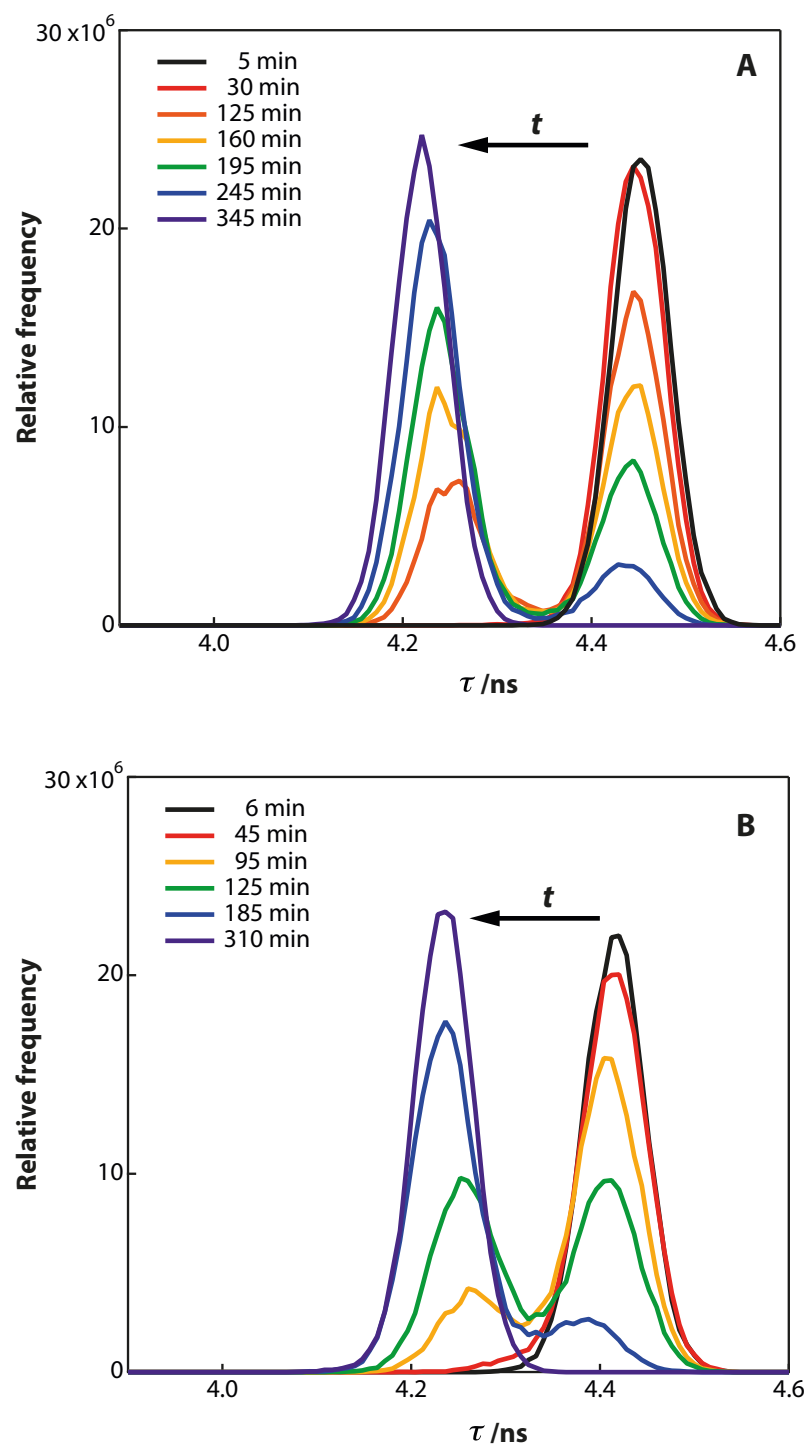 30 x10⁶
A
5 min
30 min
125 min
160 min
195 min
245 min
345 min
t
20
10
0
Relative frequency
4.0 4.2 4.4 4.6
τ /ns
30 x10⁶
B
6 min
45 min
95 min
125 min
185 min
310 min
t
20
10
0
Relative frequency
4.0 4.2 4.4 4.6
τ /ns